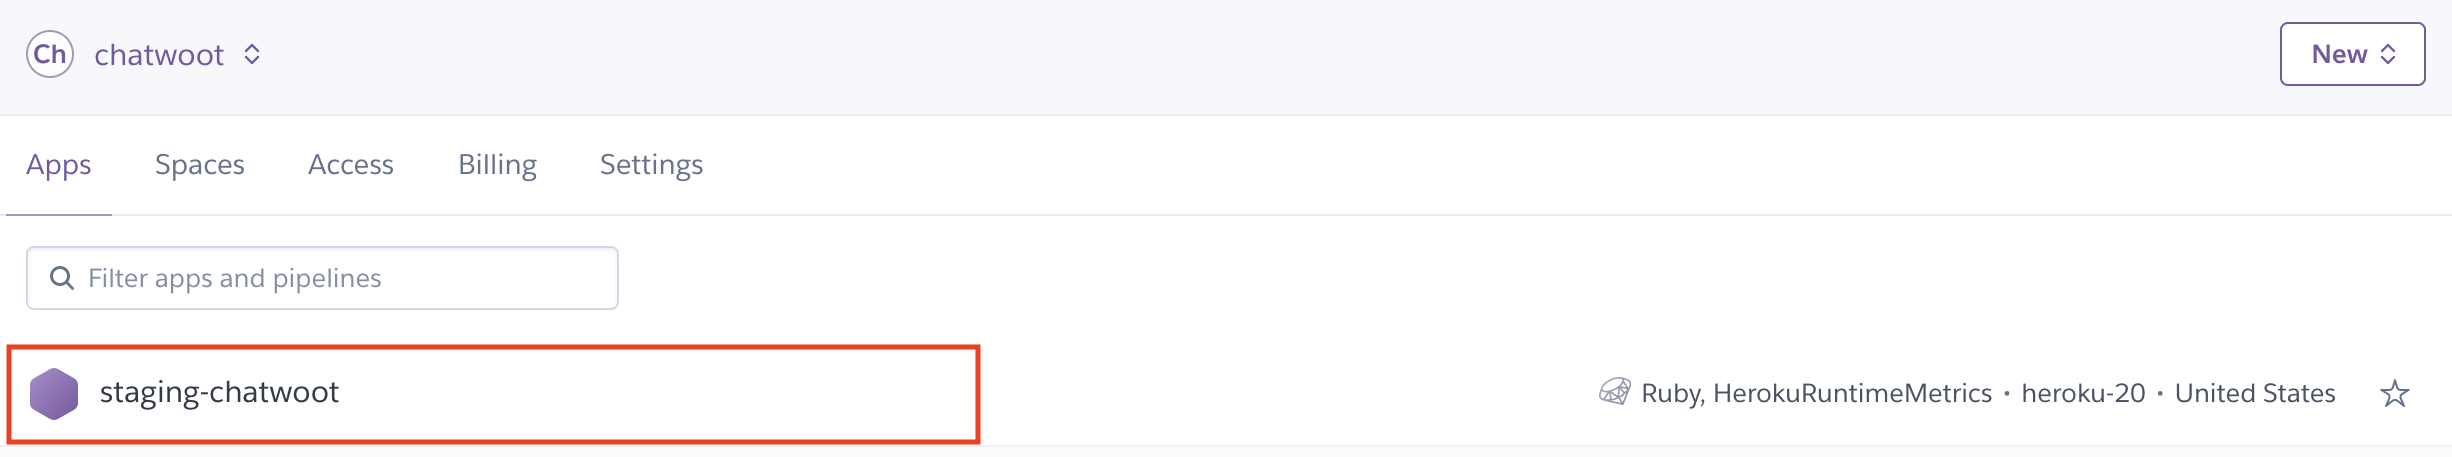 Ch chatwoot New
Apps Spaces Access Billing Settings
Filter apps and pipelines
staging-chatwoot Ruby, HerokuRuntimeMetrics • heroku-20 • United States